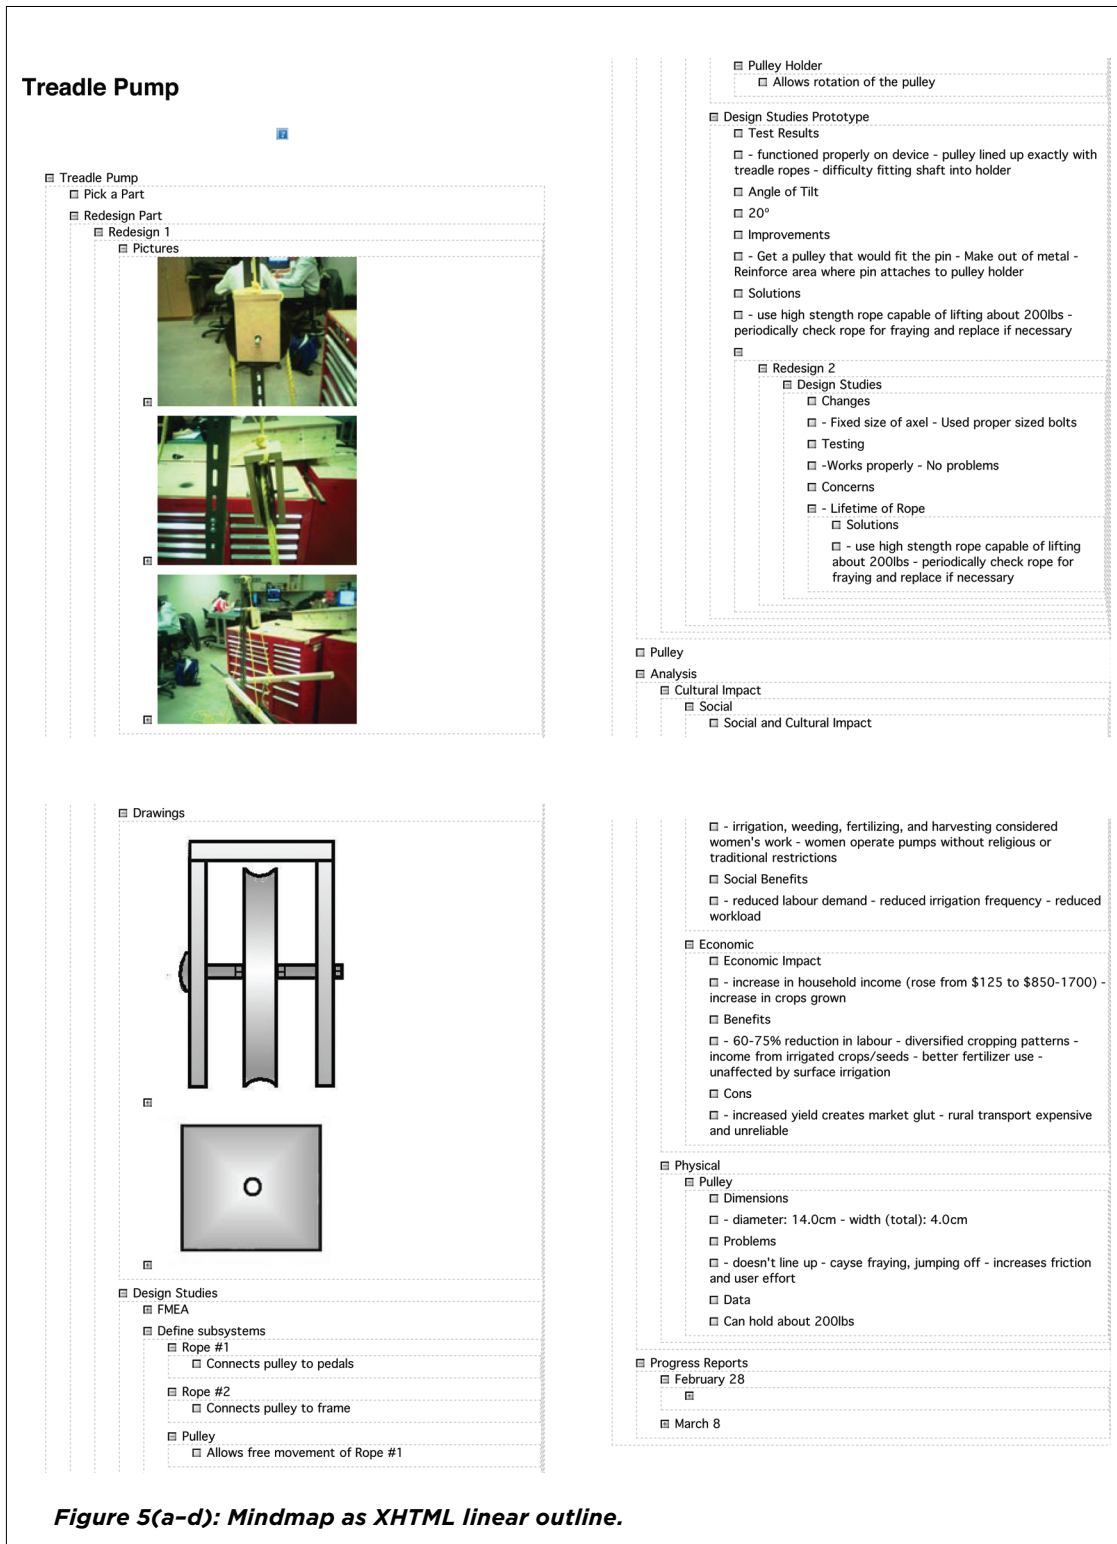 Treadle Pump
?
Treadle Pump
Pick a Part
Redesign Part
Redesign 1
Pictures
Drawings
Design Studies
FMEA
Define subsystems
Rope #1
Connects pulley to pedals
Rope #2
Connects pulley to frame
Pulley
Allows free movement of Rope #1
Pulley Holder
Allows rotation of the pulley
Design Studies Prototype
Test Results
- functioned properly on device - pulley lined up exactly with
treadle ropes - difficulty fitting shaft into holder
Angle of Tilt
20°
Improvements
- Get a pulley that would fit the pin - Make out of metal -
Reinforce area where pin attaches to pulley holder
Solutions
- use high stength rope capable of lifting about 200lbs -
periodically check rope for fraying and replace if necessary
Redesign 2
Design Studies
Changes
- Fixed size of axel - Used proper sized bolts
Testing
-Works properly - No problems
Concerns
- Lifetime of Rope
Solutions
- use high stength rope capable of lifting
about 200lbs - periodically check rope for
fraying and replace if necessary
Pulley
Analysis
Cultural Impact
Social
Social and Cultural Impact
- irrigation, weeding, fertilizing, and harvesting considered
women's work - women operate pumps without religious or
traditional restrictions
Social Benefits
- reduced labour demand - reduced irrigation frequency - reduced
workload
Economic
Economic Impact
- increase in household income (rose from $125 to $850-1700) -
increase in crops grown
Benefits
- 60-75% reduction in labour - diversified cropping patterns -
income from irrigated crops/seeds - better fertilizer use -
unaffected by surface irrigation
Cons
- increased yield creates market glut - rural transport expensive
and unreliable
Physical
Pulley
Dimensions
- diameter: 14.0cm - width (total): 4.0cm
Problems
- doesn't line up - cayse fraying, jumping off - increases friction
and user effort
Data
Can hold about 200lbs
Progress Reports
February 28
March 8
Figure 5(a–d): Mindmap as XHTML linear outline.